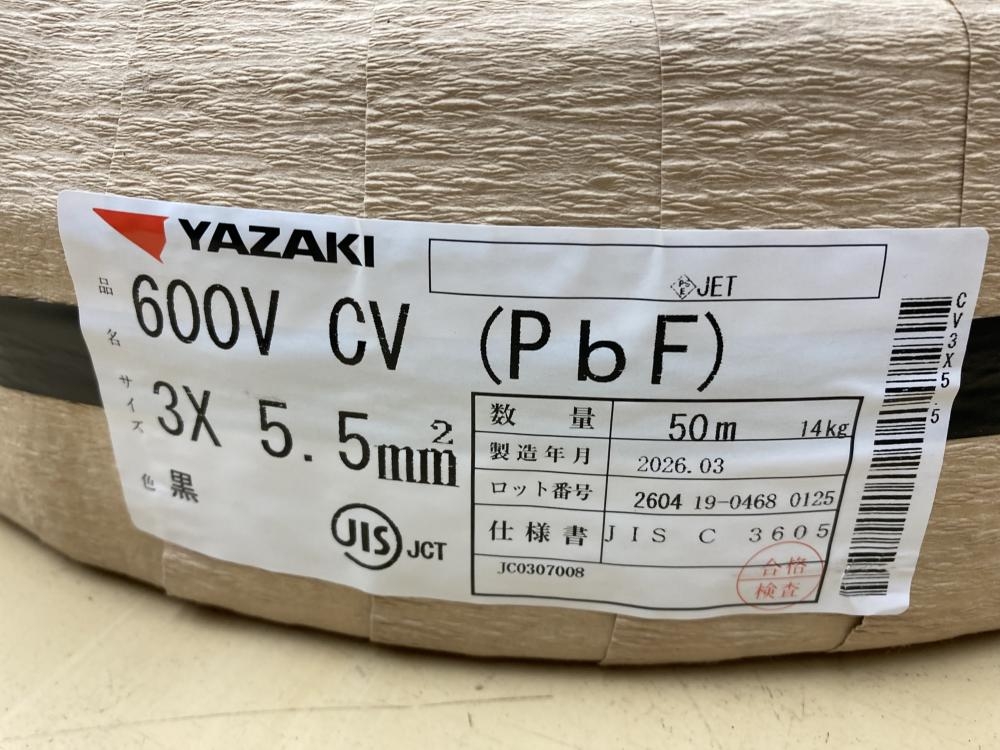 YAZAKI
PSE JET
品名 600V CV (PbF)
サイズ 3X 5.5mm²
色 黒
JIS JCT
数量 50m 14kg
製造年月 2026.03
ロット番号 2604 19-0468 0125
仕様書 JIS C 3605
JC0307008
合格
検査
CV3X5.5